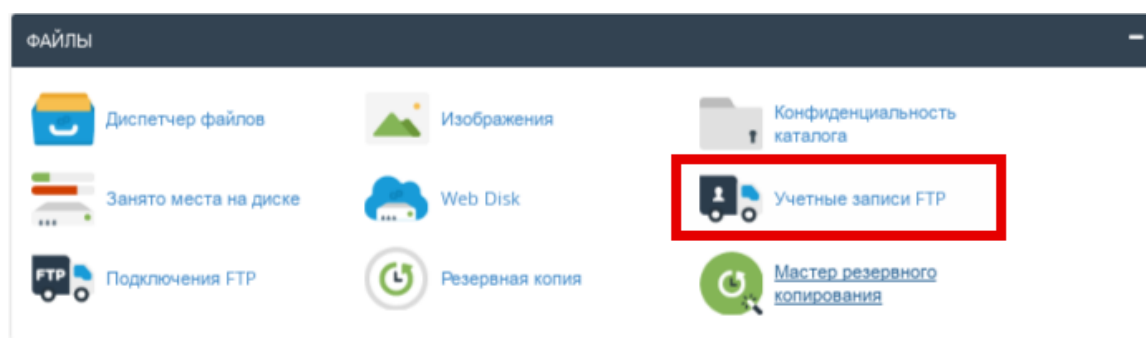 ФАЙЛЫ
Диспетчер файлов
Изображения
Конфиденциальность
каталога
Занято места на диске
Web Disk
Учетные записи FTP
FTP
Подключения FTP
Резервная копия
Мастер резервного
копирования